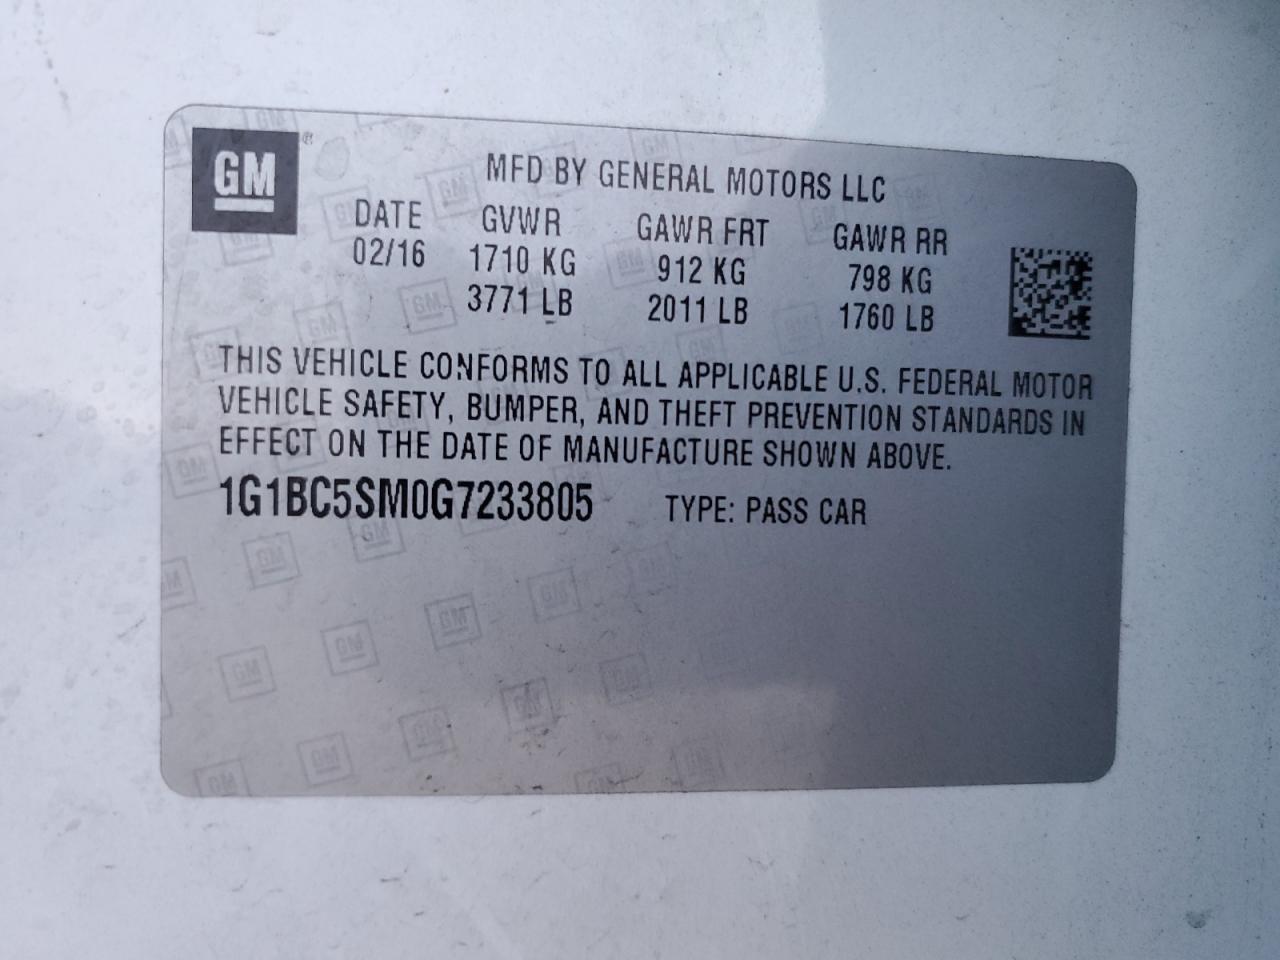 GM ®
MFD BY GENERAL MOTORS LLC
DATE GVWR GAWR FRT GAWR RR
02/16 1710 KG 912 KG 798 KG
3771 LB 2011 LB 1760 LB
THIS VEHICLE CONFORMS TO ALL APPLICABLE U.S. FEDERAL MOTOR
VEHICLE SAFETY, BUMPER, AND THEFT PREVENTION STANDARDS IN
EFFECT ON THE DATE OF MANUFACTURE SHOWN ABOVE.
1G1BC5SM0G7233805 TYPE: PASS CAR